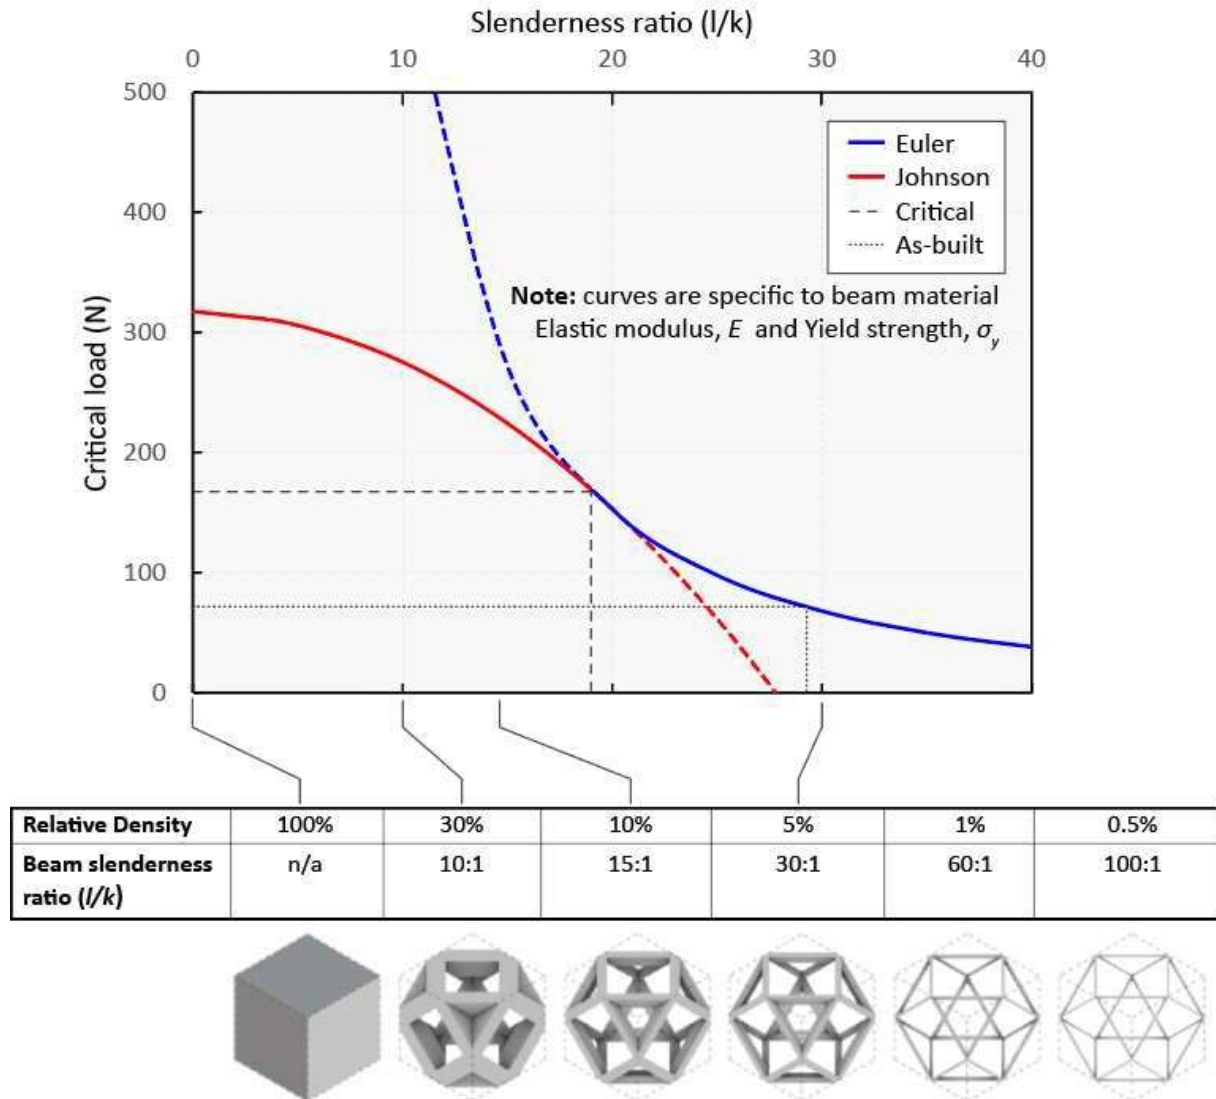 Slenderness ratio (l/k)
0 10 20 30 40
500
400
300
200
100
0
Critical load (N)
Euler
Johnson
Critical
As-built
Note: curves are specific to beam material
Elastic modulus, E and Yield strength, σy
Relative Density 100% 30% 10% 5% 1% 0.5%
Beam slenderness n/a 10:1 15:1 30:1 60:1 100:1
ratio (l/k)